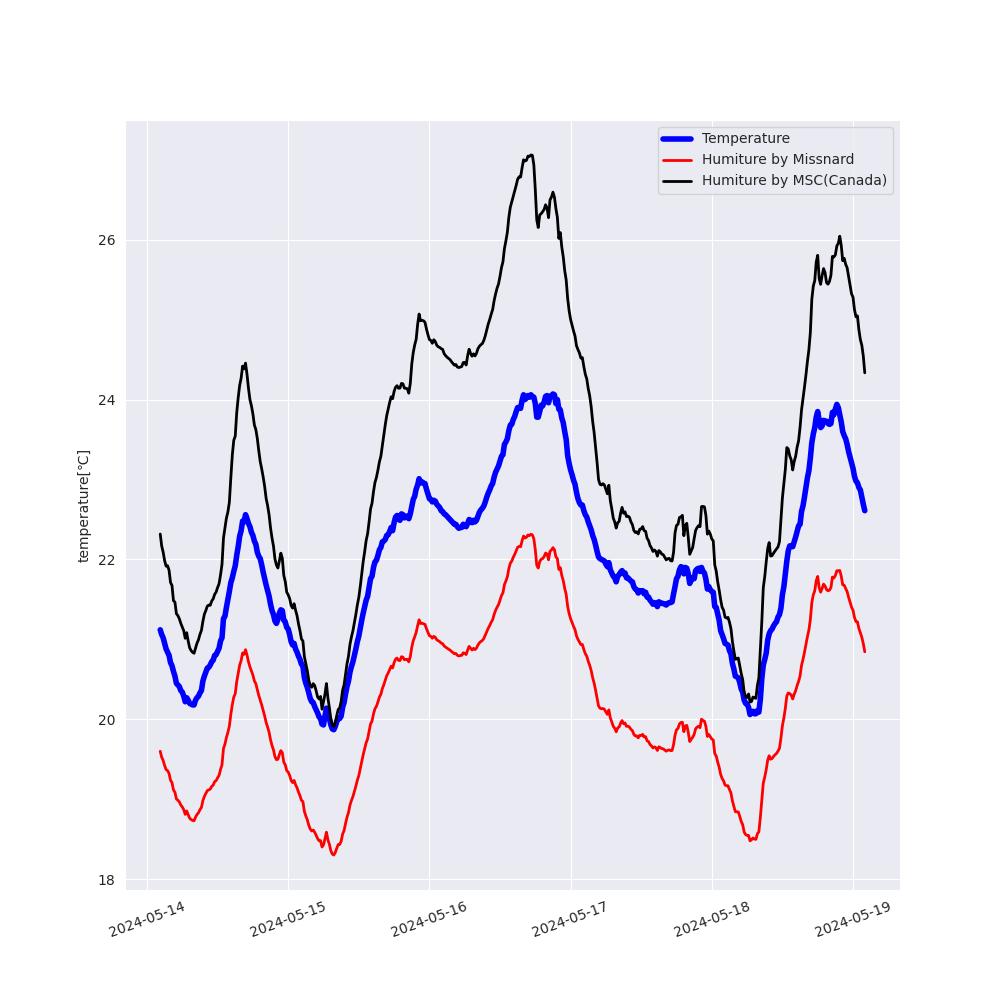 Temperature
Humiture by Missnard
Humiture by MSC(Canada)
temperature[℃]
26
24
22
20
18
2024-05-14
2024-05-15
2024-05-16
2024-05-17
2024-05-18
2024-05-19